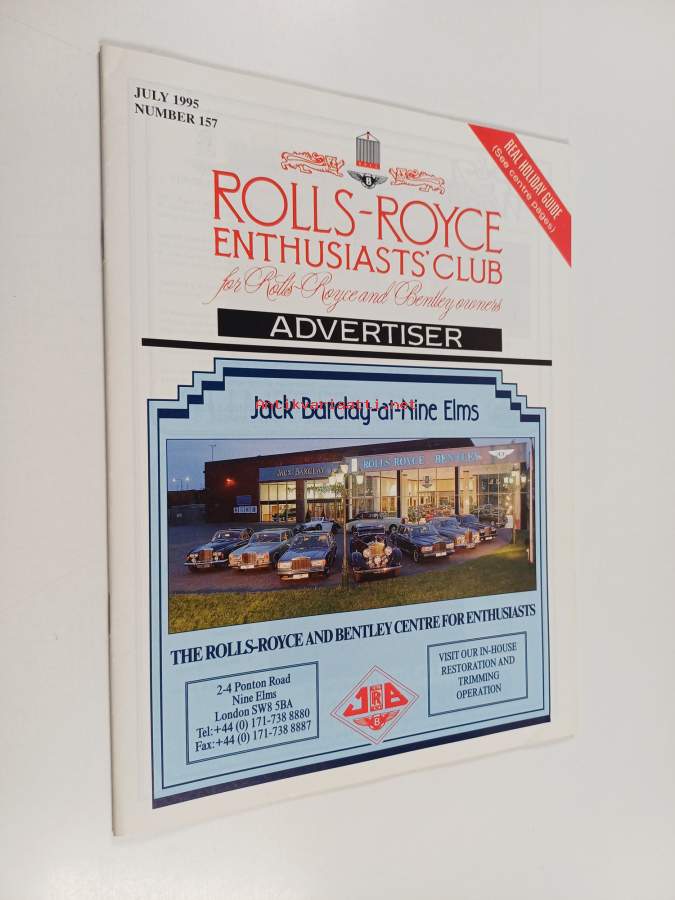 JULY 1995
NUMBER 157
REAL HOLIDAY GUIDE
(See centre pages)
B
ROLLS-ROYCE
ENTHUSIASTS' CLUB
for Rolls-Royce and Bentley owners
ADVERTISER
Jack Barclay-at-Nine Elms
Antikvariaatti.net
JACK BARCLAY
ROLLS-ROYCE BENTLEY
THE ROLLS-ROYCE AND BENTLEY CENTRE FOR ENTHUSIASTS
2-4 Ponton Road
Nine Elms
London SW8 5BA
Tel:+44 (0) 171-738 8880
Fax:+44 (0) 171-738 8887
JRB
B
VISIT OUR IN-HOUSE
RESTORATION AND
TRIMMING
OPERATION